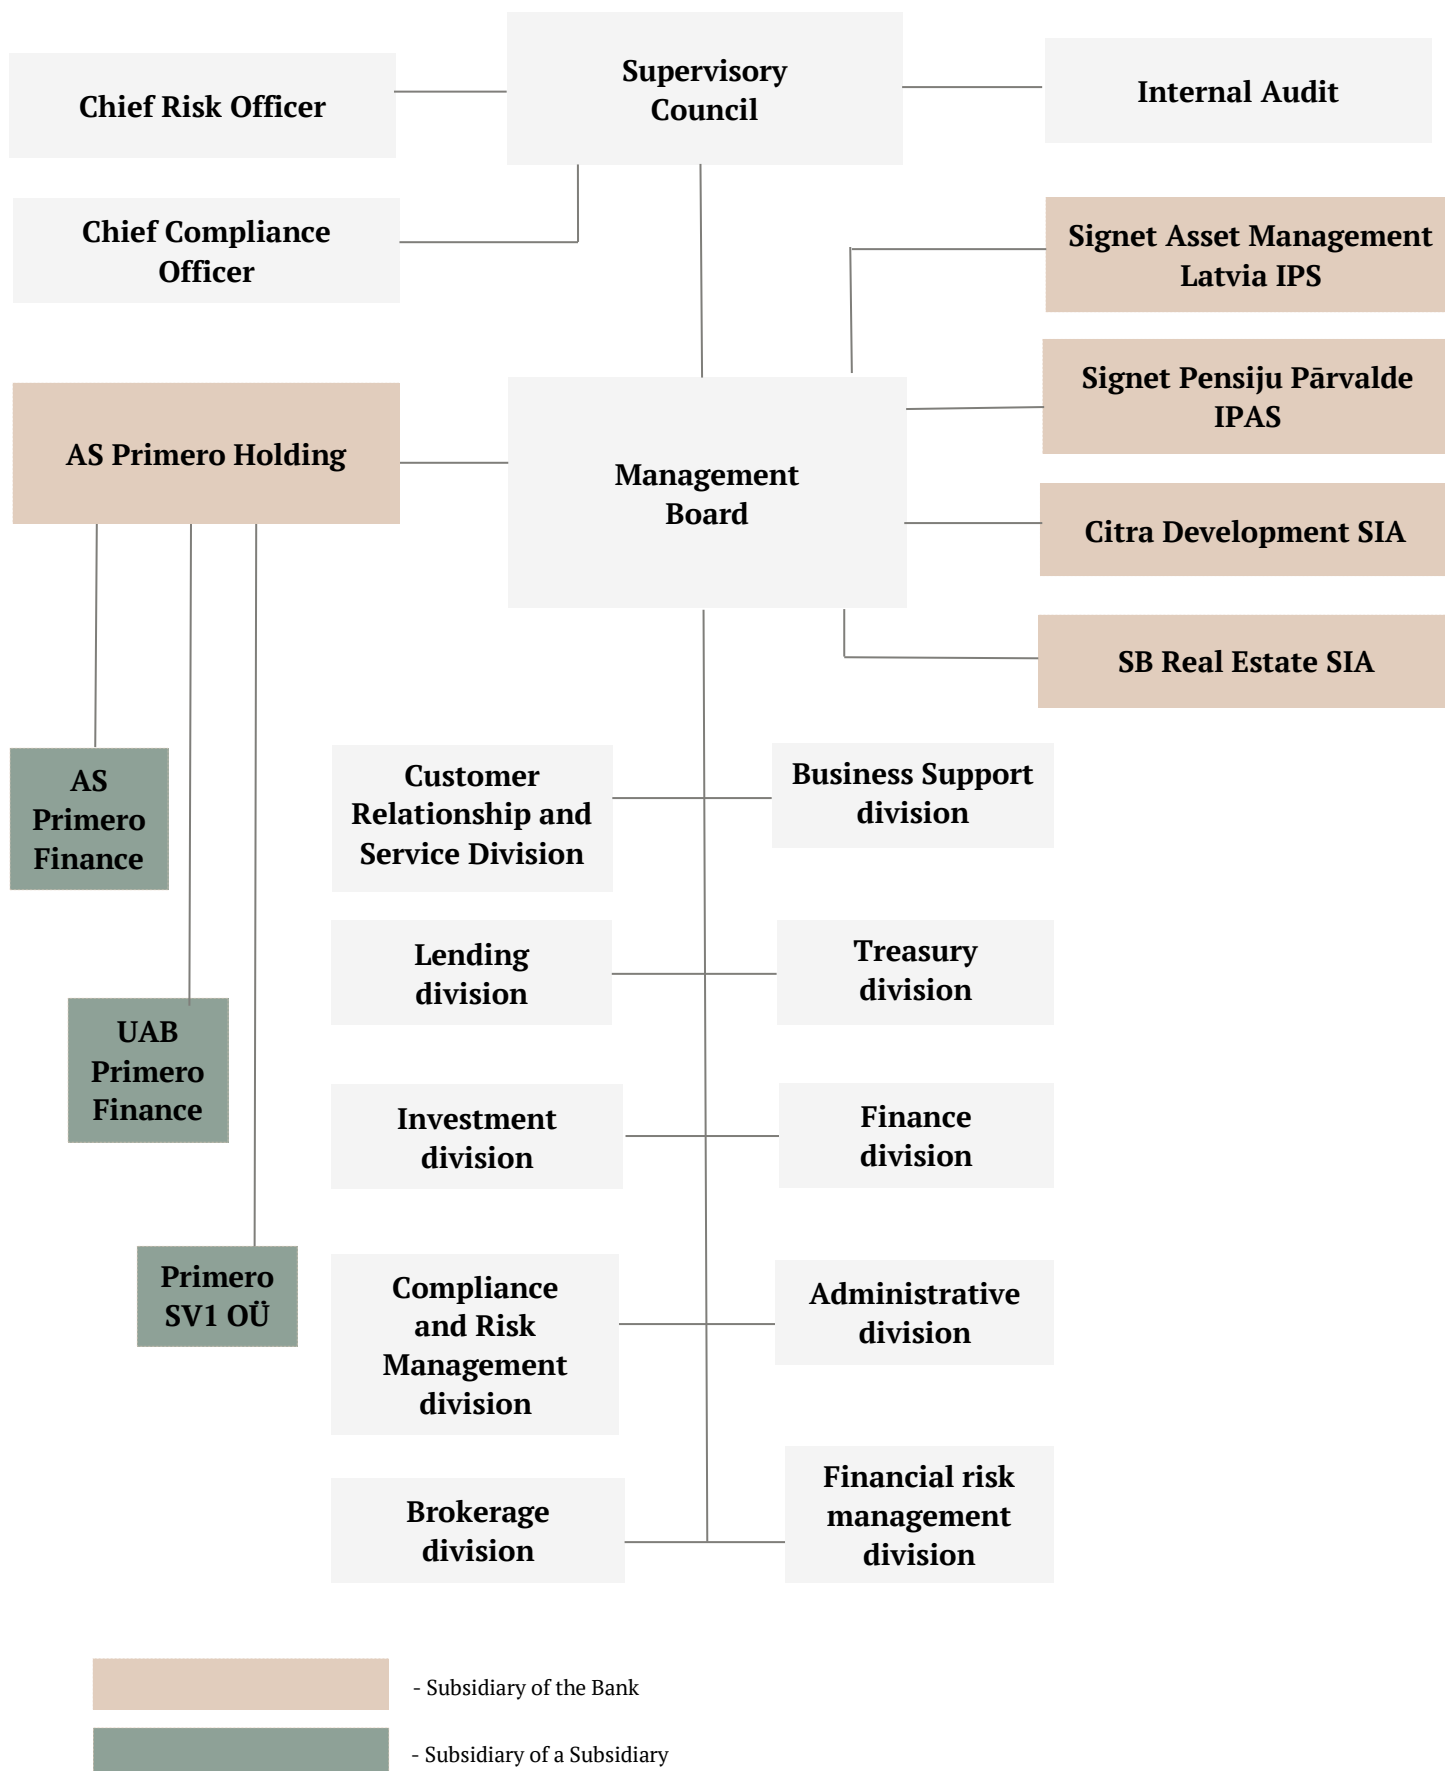 Supervisory
Council
Chief Risk Officer
Internal Audit
Chief Compliance
Officer
Signet Asset Management
Latvia IPS
Signet Pensiju Pārvalde
IPAS
AS Primero Holding
Management
Board
Citra Development SIA
SB Real Estate SIA
AS
Primero
Finance
Customer
Relationship and
Service Division
Business Support
division
Lending
division
Treasury
division
UAB
Primero
Finance
Investment
division
Finance
division
Primero
SV1 OÜ
Compliance
and Risk
Management
division
Administrative
division
Brokerage
division
Financial risk
management
division
- Subsidiary of the Bank
- Subsidiary of a Subsidiary